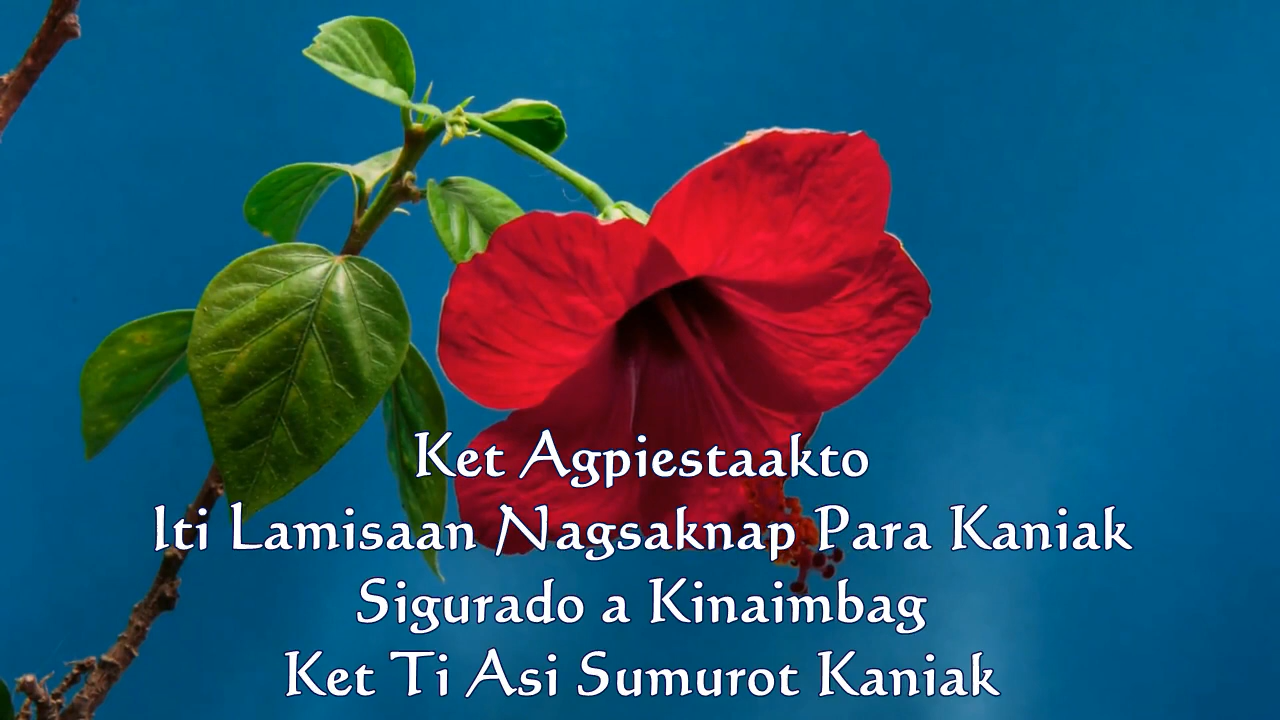 Ket Agpiestaakto
Iti Lamisaan Nagsaknap Para Kaniak
Sigurado a Kinaimbag
Ket Ti Asi Sumurot Kaniak